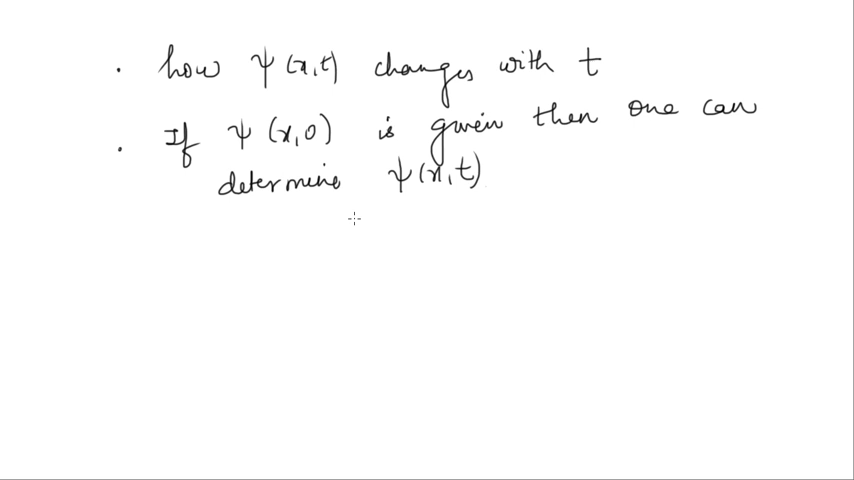 · how ψ(x,t) changes with t
· If ψ(x,0) is given then one can
determine ψ(x,t)